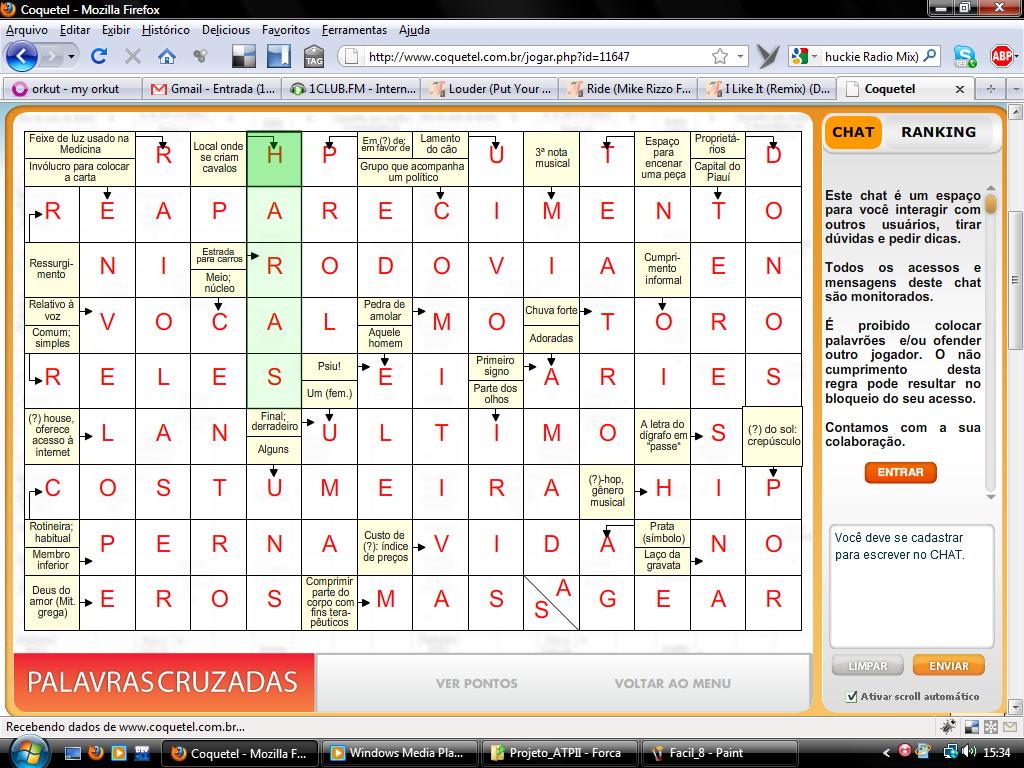 Coquetel - Mozilla Firefox
Arquivo Editar Exibir Histórico Delicious Favoritos Ferramentas Ajuda
TAG http://www.coquetel.com.br/jogar.php?id=11647 huckie Radio Mix) ABP
orkut - my orkut Gmail - Entrada (1... 1CLUB.FM - Intern... Louder (Put Your ... Ride (Mike Rizzo F... I Like It (Remix) (D... Coquetel
Feixe de luz usado na Medicina
Invólucro para colocar a carta
R
Local onde se criam cavalos
H
P
Em (?) de: em favor de
Lamento do cão
Grupo que acompanha um político
U
3ª nota musical
T
Espaço para encenar uma peça
Proprietários
Capital do Piauí
D
R E A P A R E C I M E N T O
Ressurgimento
N I
Estrada para carros
Meio; núcleo
R O D O V I A
Cumprimento informal
E N
Relativo à voz
Comum; simples
V O C A L
Pedra de amolar
Aquele homem
M O
Chuva forte
Adoradas
T O R O
R E L E S
Psiu!
Um (fem.)
E I
Primeiro signo
Parte dos olhos
A R I E S
(?) house, oferece acesso à internet
L A N
Final; derradeiro
Alguns
U L T I M O
A letra do dígrafo em "passe"
S
(?) do sol: crepúsculo
C O S T U M E I R A
(?)-hop, gênero musical
H I P
Rotineira; habitual
Membro inferior
P E R N A
Custo de (?): índice de preços
V I D A
Prata (símbolo)
Laço da gravata
N O
Deus do amor (Mit. grega)
E R O S
Comprimir parte do corpo com fins terapêuticos
M A S S A G E A R
CHAT RANKING
Este chat é um espaço
para você interagir com
outros usuários, tirar
dúvidas e pedir dicas.
Todos os acessos e
mensagens deste chat
são monitorados.
É proibido colocar
palavrões e/ou ofender
outro jogador. O não
cumprimento desta
regra pode resultar no
bloqueio do seu acesso.
Contamos com a sua
colaboração.
ENTRAR
Você deve se cadastrar
para escrever no CHAT.
LIMPAR ENVIAR
Ativar scroll automático
PALAVRAS CRUZADAS VER PONTOS VOLTAR AO MENU
Recebendo dados de www.coquetel.com.br...
Coquetel - Mozilla F... Windows Media Pla... Projeto_ATPII - Forca Facil_8 - Paint 15:34